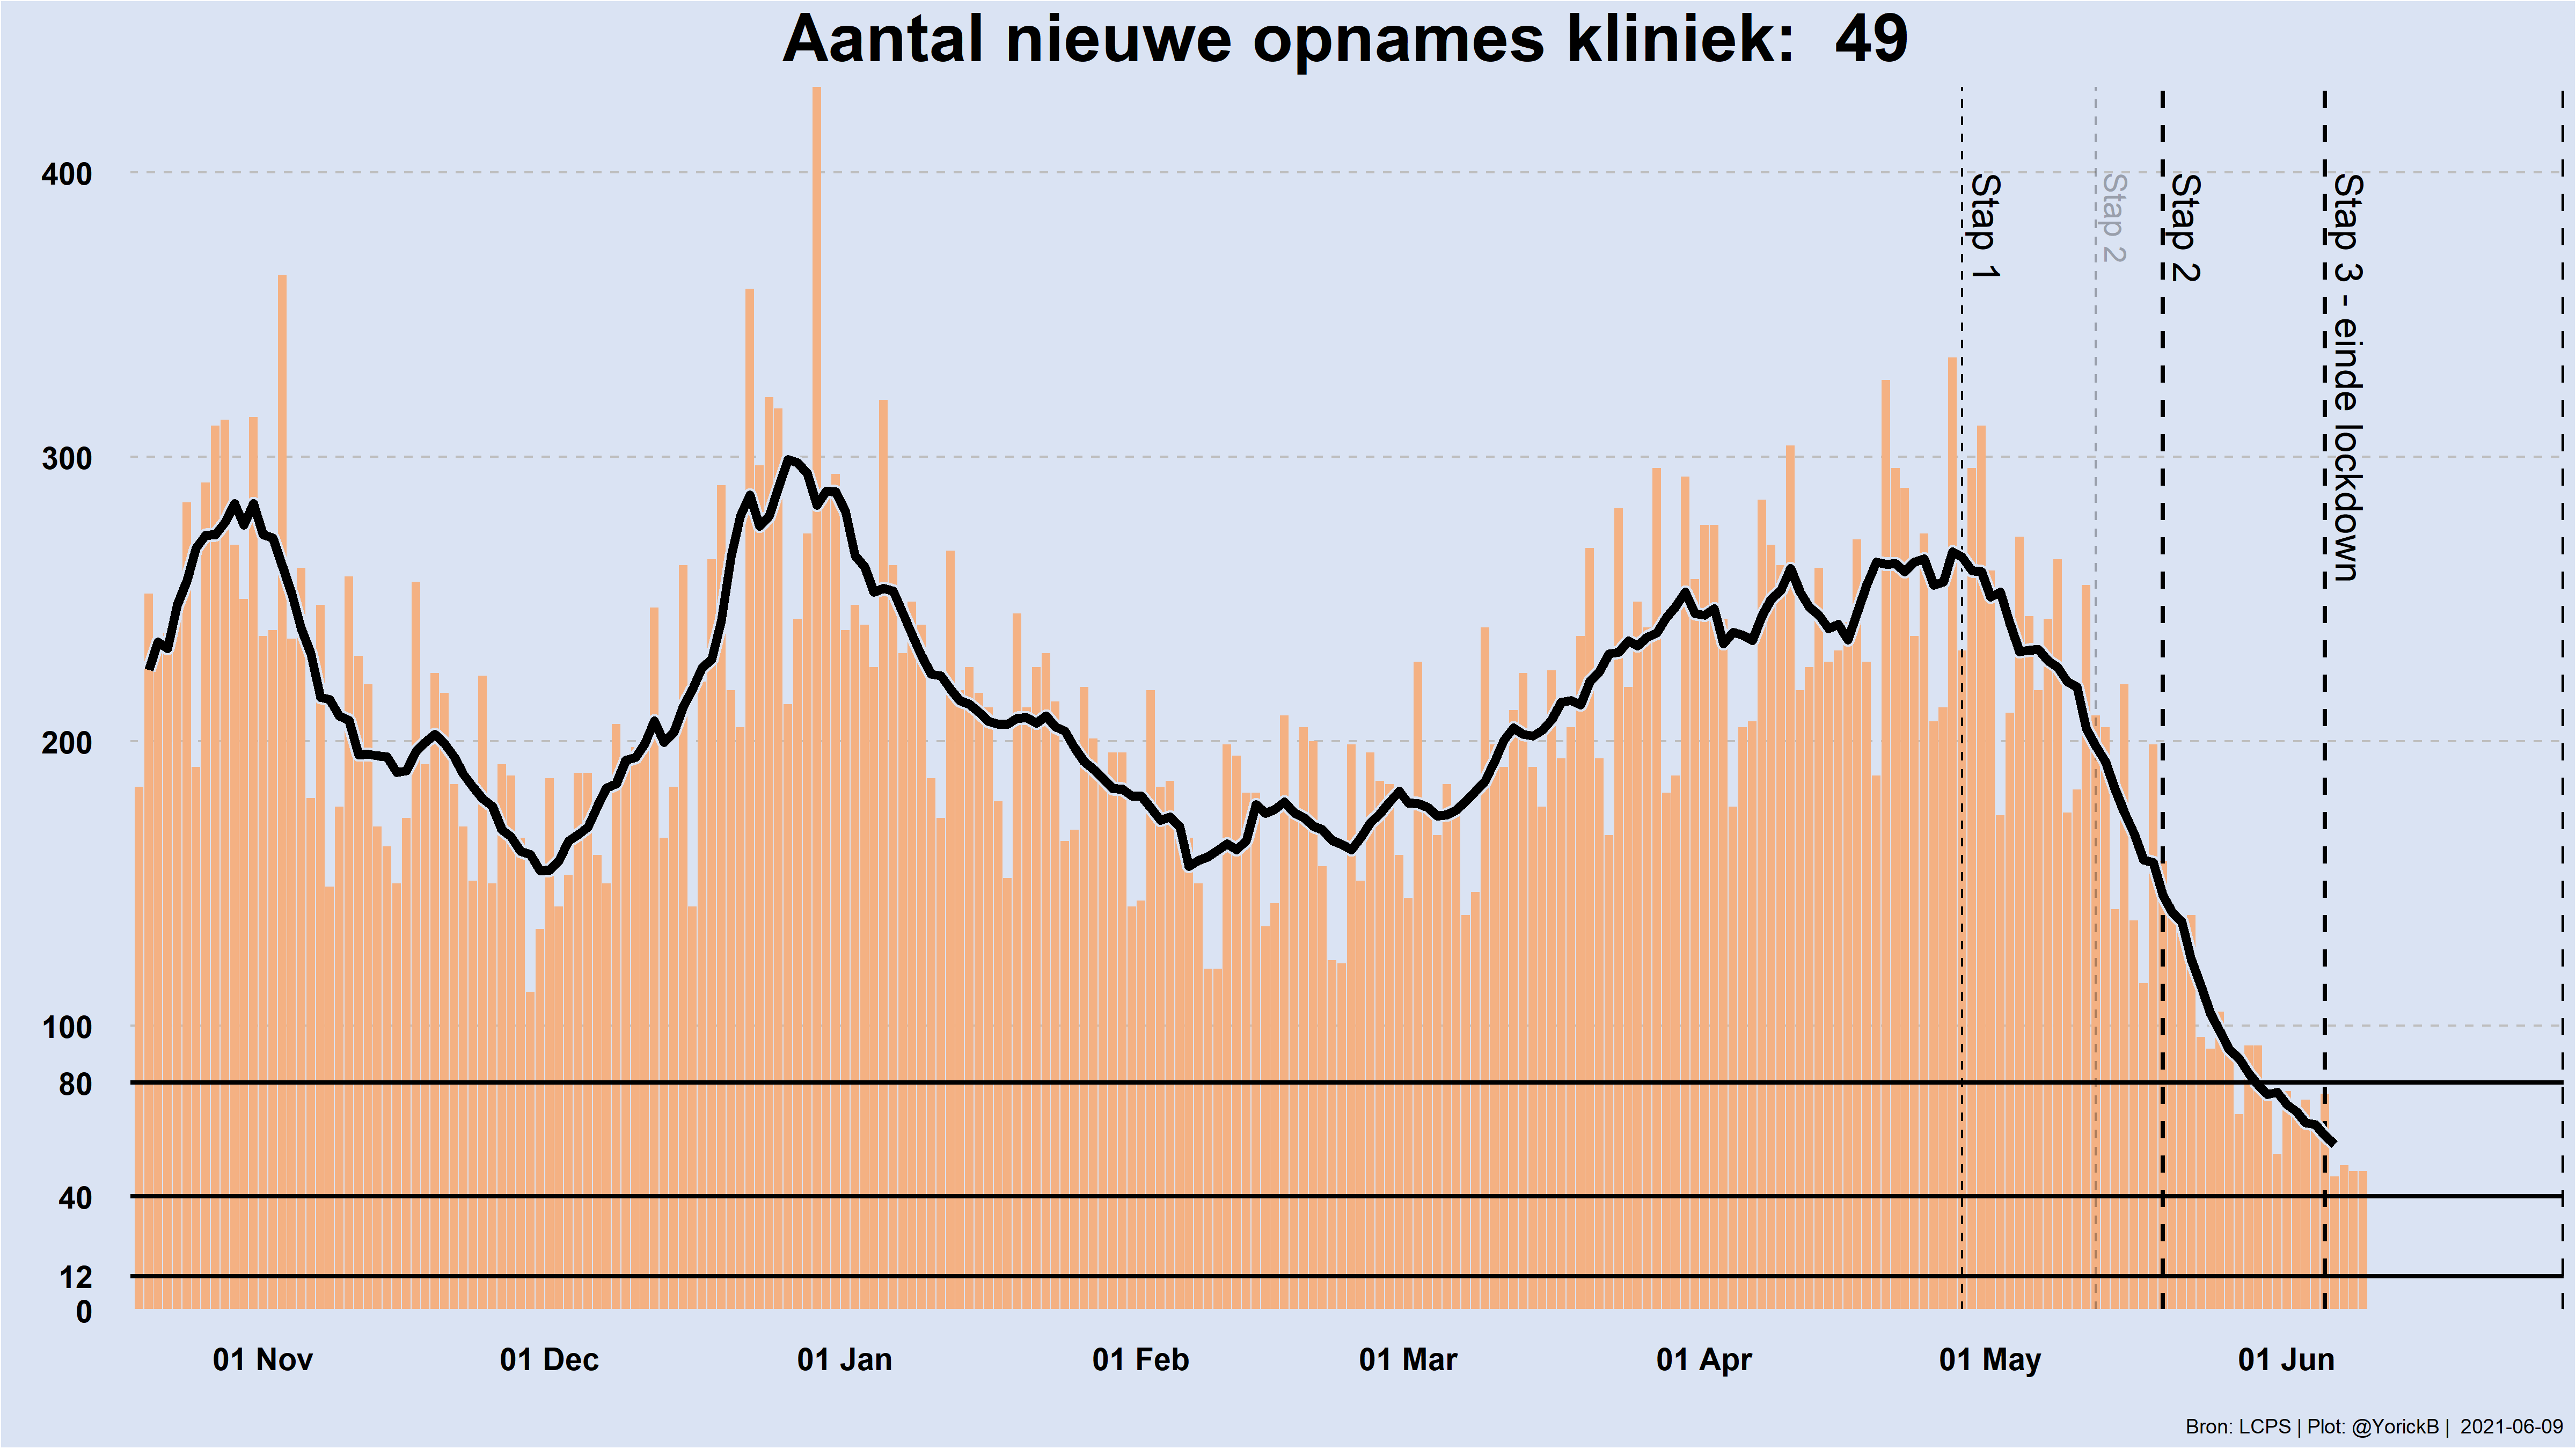 Aantal nieuwe opnames kliniek: 49
400
300
200
100
80
40
12
0
Stap 1
Stap 2
Stap 2
Stap 3 - einde lockdown
01 Nov
01 Dec
01 Jan
01 Feb
01 Mar
01 Apr
01 May
01 Jun
Bron: LCPS | Plot: @YorickB | 2021-06-09